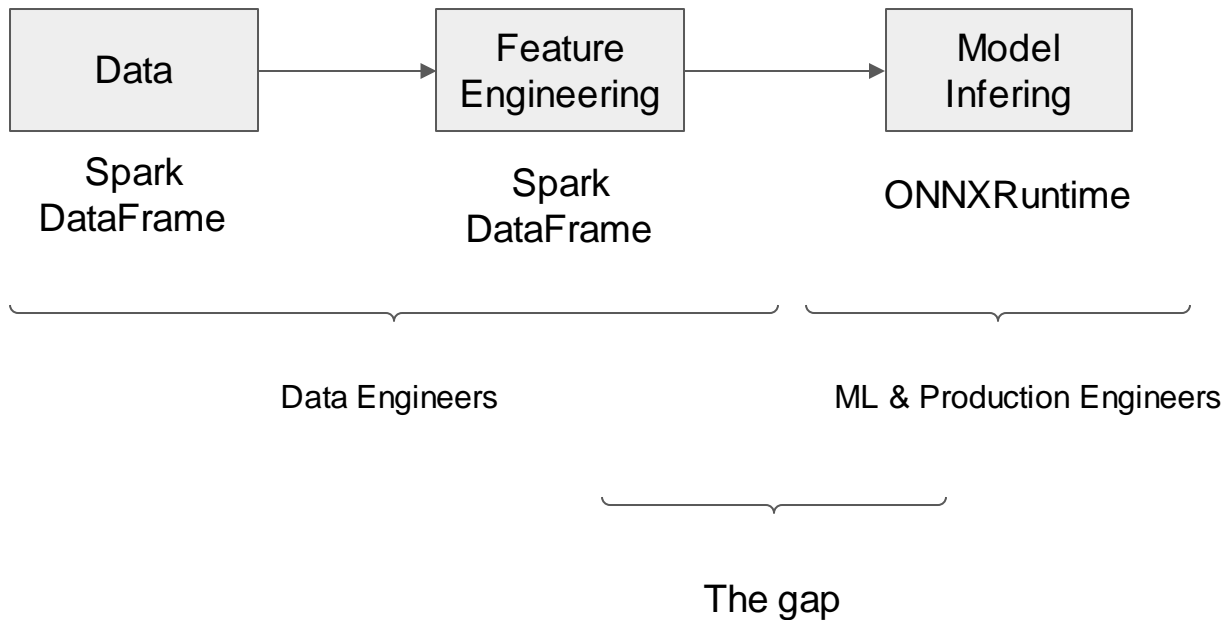 Data
Feature
Engineering
Model
Infering
Spark
DataFrame
Spark
DataFrame
ONNXRuntime
Data Engineers
ML & Production Engineers
The gap